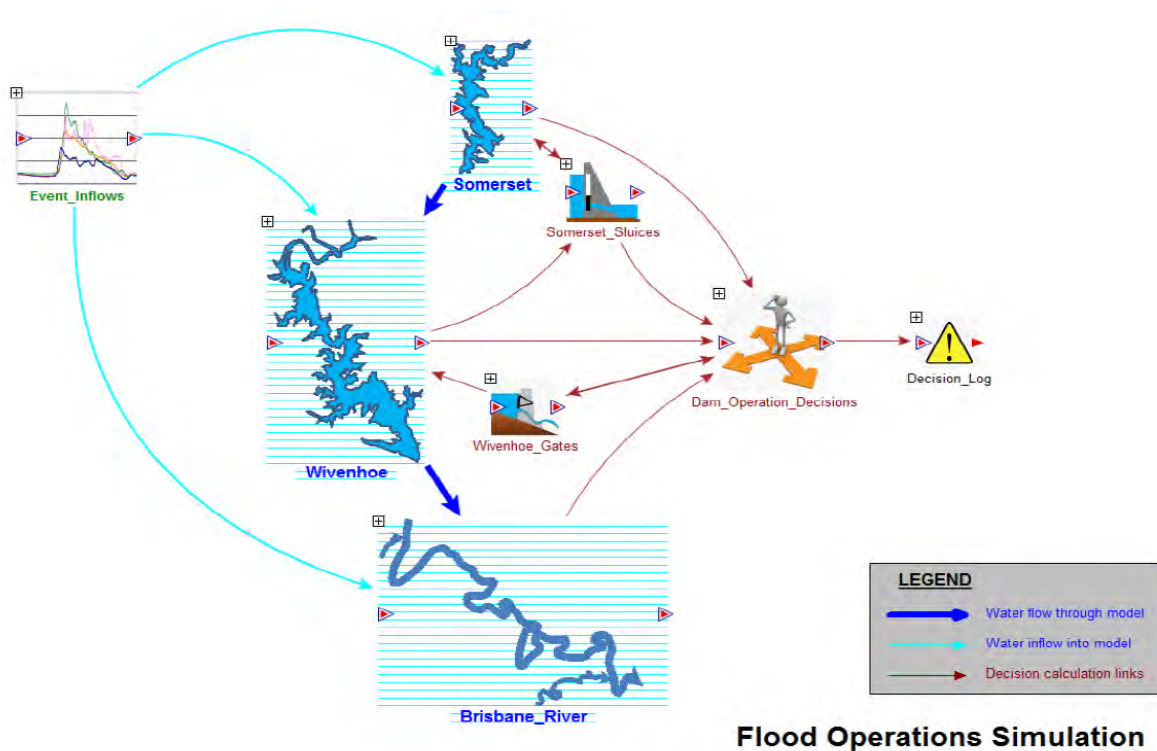 Event_Inflows
Somerset
Somerset_Sluices
Wivenhoe
Wivenhoe_Gates
Dam_Operation_Decisions
Decision_Log
Brisbane_River
LEGEND
Water flow through model
Water inflow into model
Decision calculation links
Flood Operations Simulation